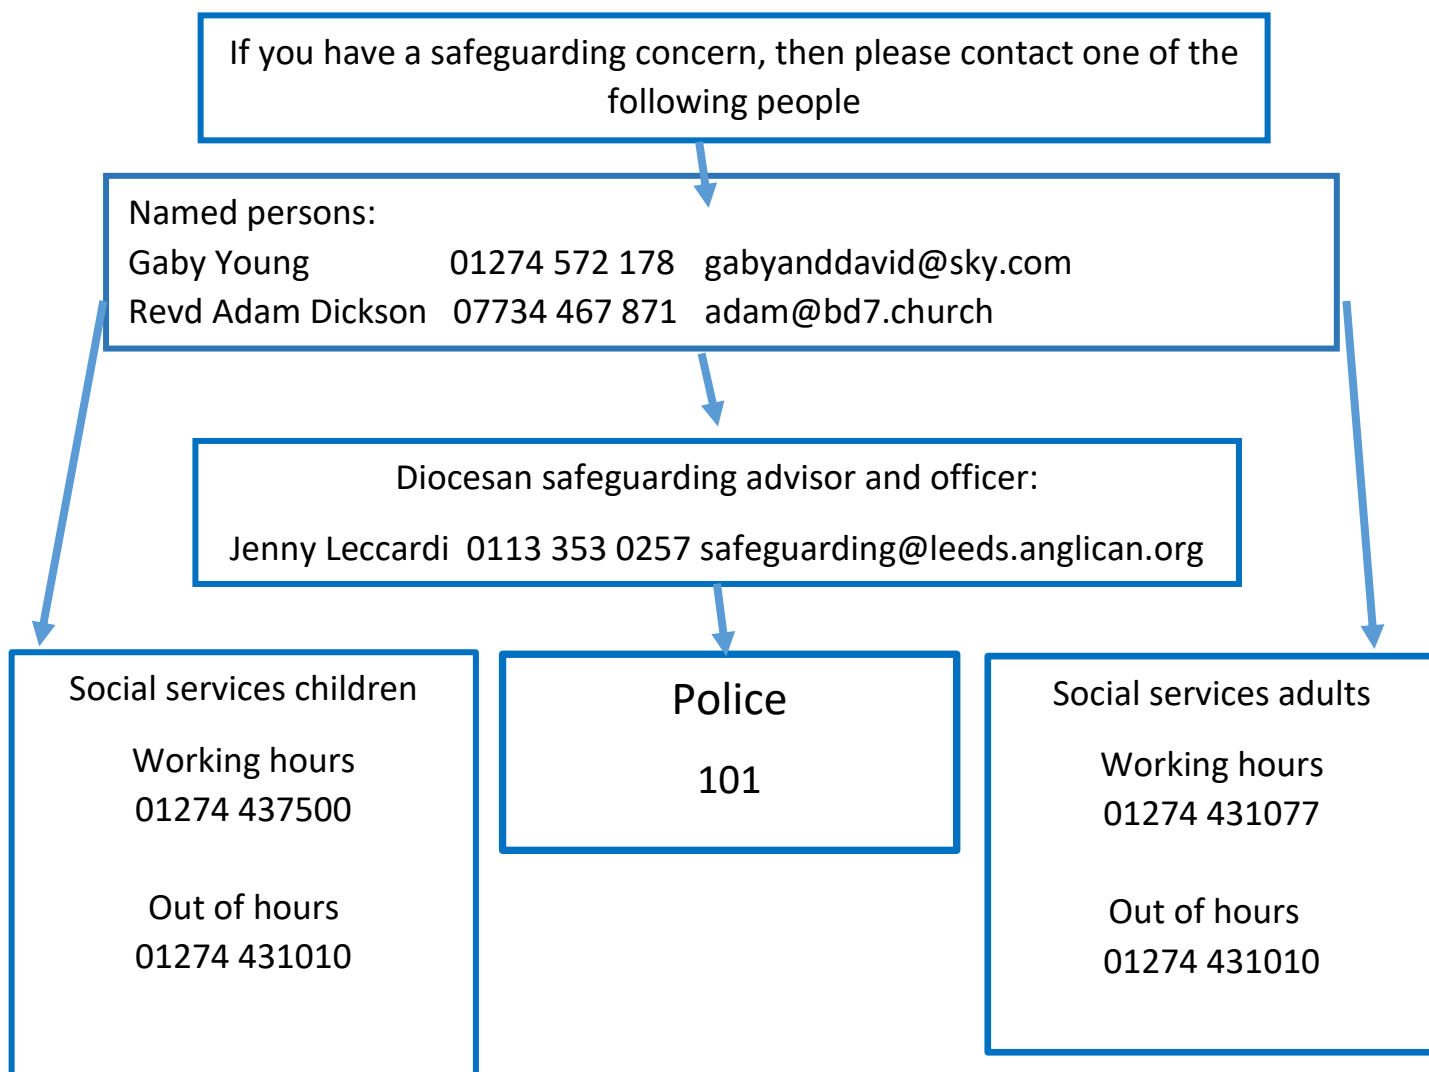 If you have a safeguarding concern, then please contact one of the
following people
Named persons:
Gaby Young 01274 572 178 gabyanddavid@sky.com
Revd Adam Dickson 07734 467 871 adam@bd7.church
Diocesan safeguarding advisor and officer:
Jenny Leccardi 0113 353 0257 safeguarding@leeds.anglican.org
Social services children
Working hours
01274 437500
Out of hours
01274 431010
Police
101
Social services adults
Working hours
01274 431077
Out of hours
01274 431010